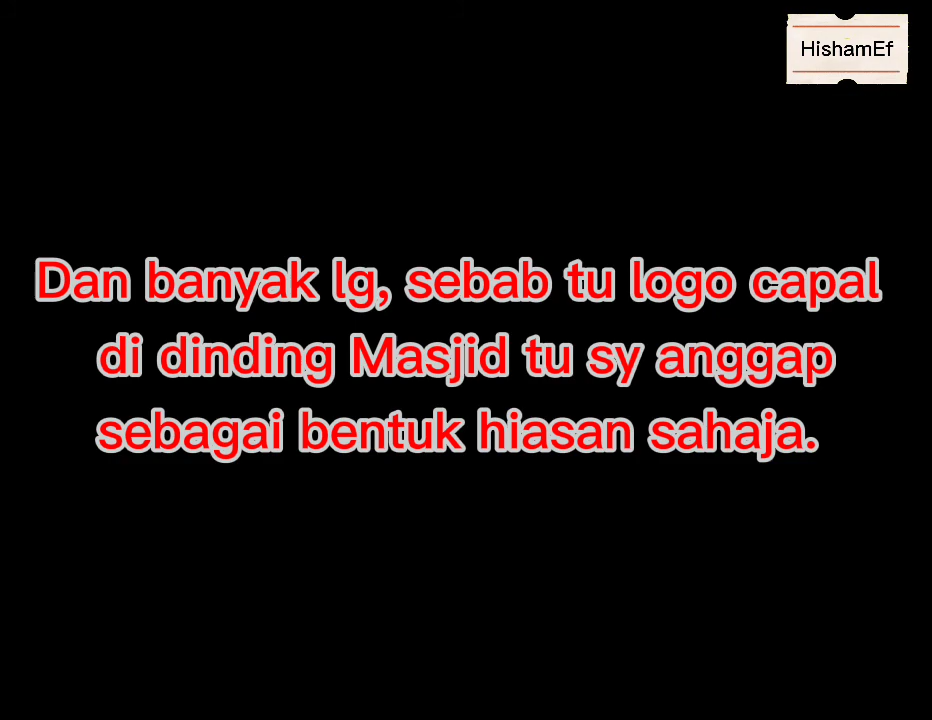 HishamEf
Dan banyak lg, sebab tu logo capal
di dinding Masjid tu sy anggap
sebagai bentuk hiasan sahaja.